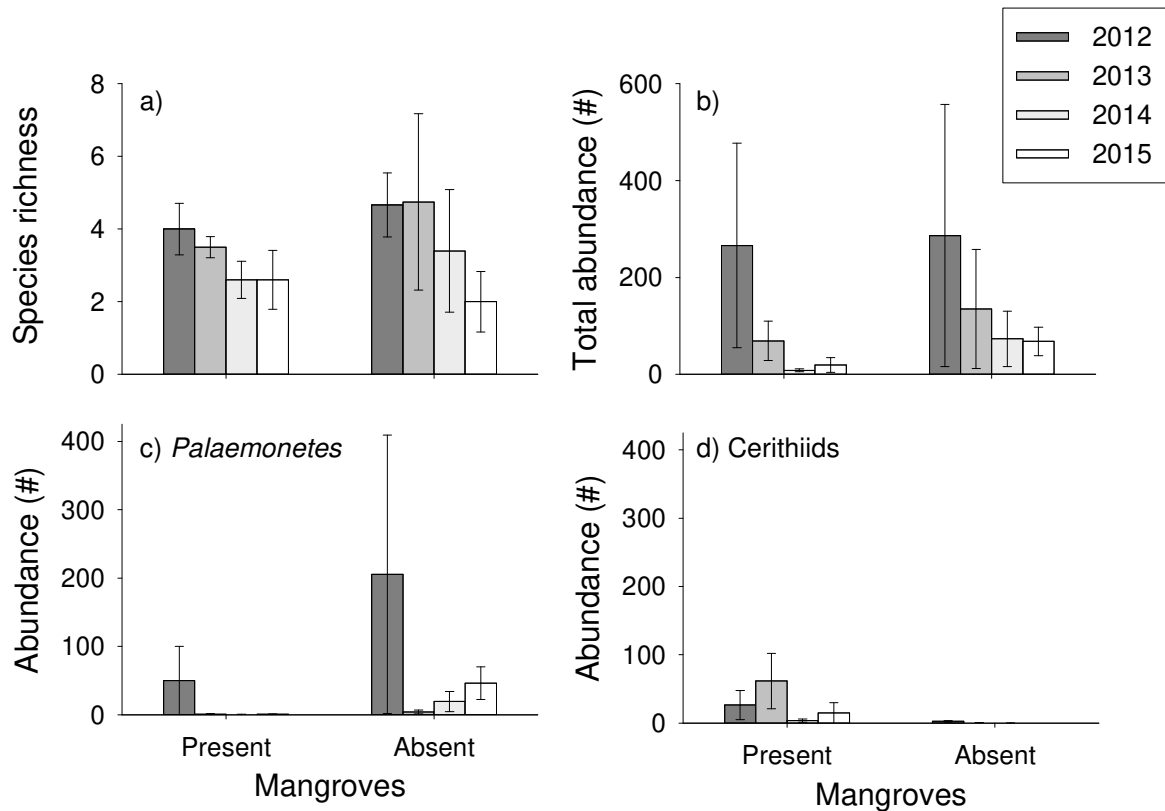 2012
2013
2014
2015
a)
Species richness
8
6
4
2
0
b)
Total abundance (#)
600
400
200
0
c) Palaemonetes
Abundance (#)
400
300
200
100
0
Present
Absent
Mangroves
d) Cerithiids
Abundance (#)
400
300
200
100
0
Present
Absent
Mangroves